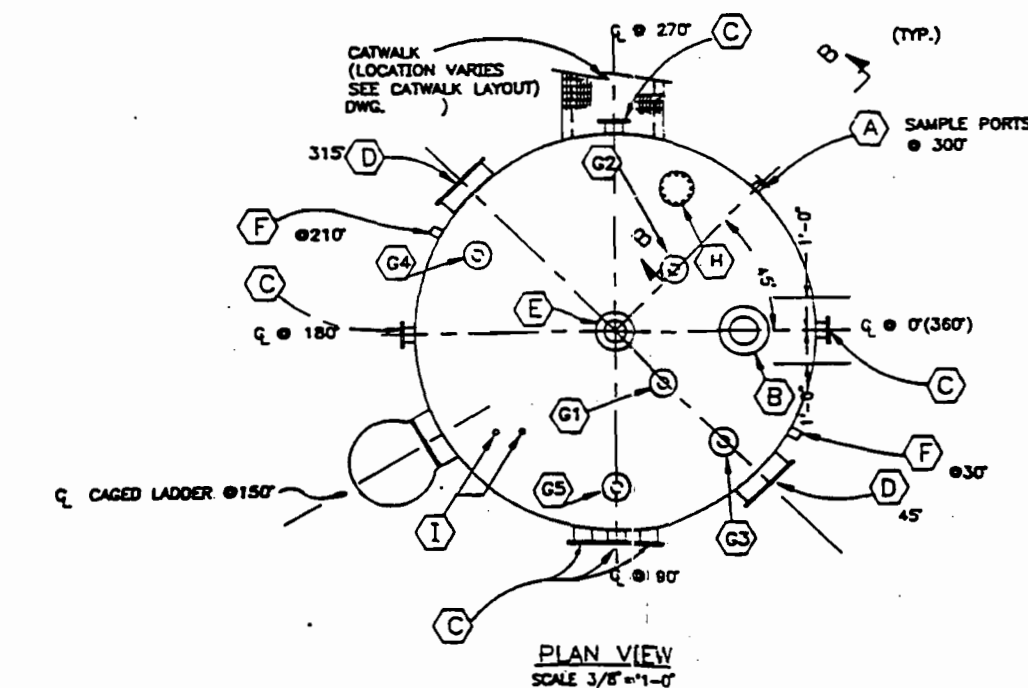 ℄ @ 270°
C
(TYP.)
CATWALK
(LOCATION VARIES
SEE CATWALK LAYOUT)
DWG. )
B
A
SAMPLE PORTS
@ 300°
315°
D
G2
F
@210°
G4
B
H
1'-0"
45°
C
E
℄ @ 180°
℄ @ 0°(360°)
B
C
G1
1'-0"
F
@30°
G5
D
45°
℄ CAGED LADDER @150°
I
G3
℄ @ 90°
C
PLAN VIEW
SCALE 3/8"="1-0"